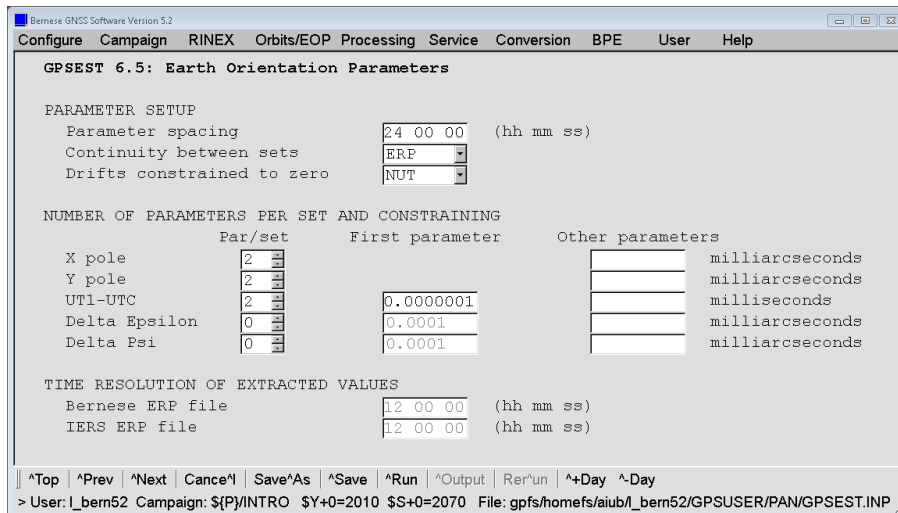 Bernese GNSS Software Version 5.2
Configure Campaign RINEX Orbits/EOP Processing Service Conversion BPE User Help
GPSEST 6.5: Earth Orientation Parameters
PARAMETER SETUP
Parameter spacing 24 00 00 (hh mm ss)
Continuity between sets ERP
Drifts constrained to zero NUT
NUMBER OF PARAMETERS PER SET AND CONSTRAINING
Par/set First parameter Other parameters
X pole 2 milliarcseconds
Y pole 2 milliarcseconds
UT1-UTC 2 0.0000001 milliseconds
Delta Epsilon 0 0.0001 milliarcseconds
Delta Psi 0 0.0001 milliarcseconds
TIME RESOLUTION OF EXTRACTED VALUES
Bernese ERP file 12 00 00 (hh mm ss)
IERS ERP file 12 00 00 (hh mm ss)
^Top ^Prev ^Next Cance^l Save^As ^Save ^Run ^Output Rer^un ^+Day ^-Day
> User: l_bern52 Campaign: ${P}/INTRO $Y+0=2010 $S+0=2070 File: gpfs/homefs/aiub/l_bern52/GPSUSER/PAN/GPSEST.INP